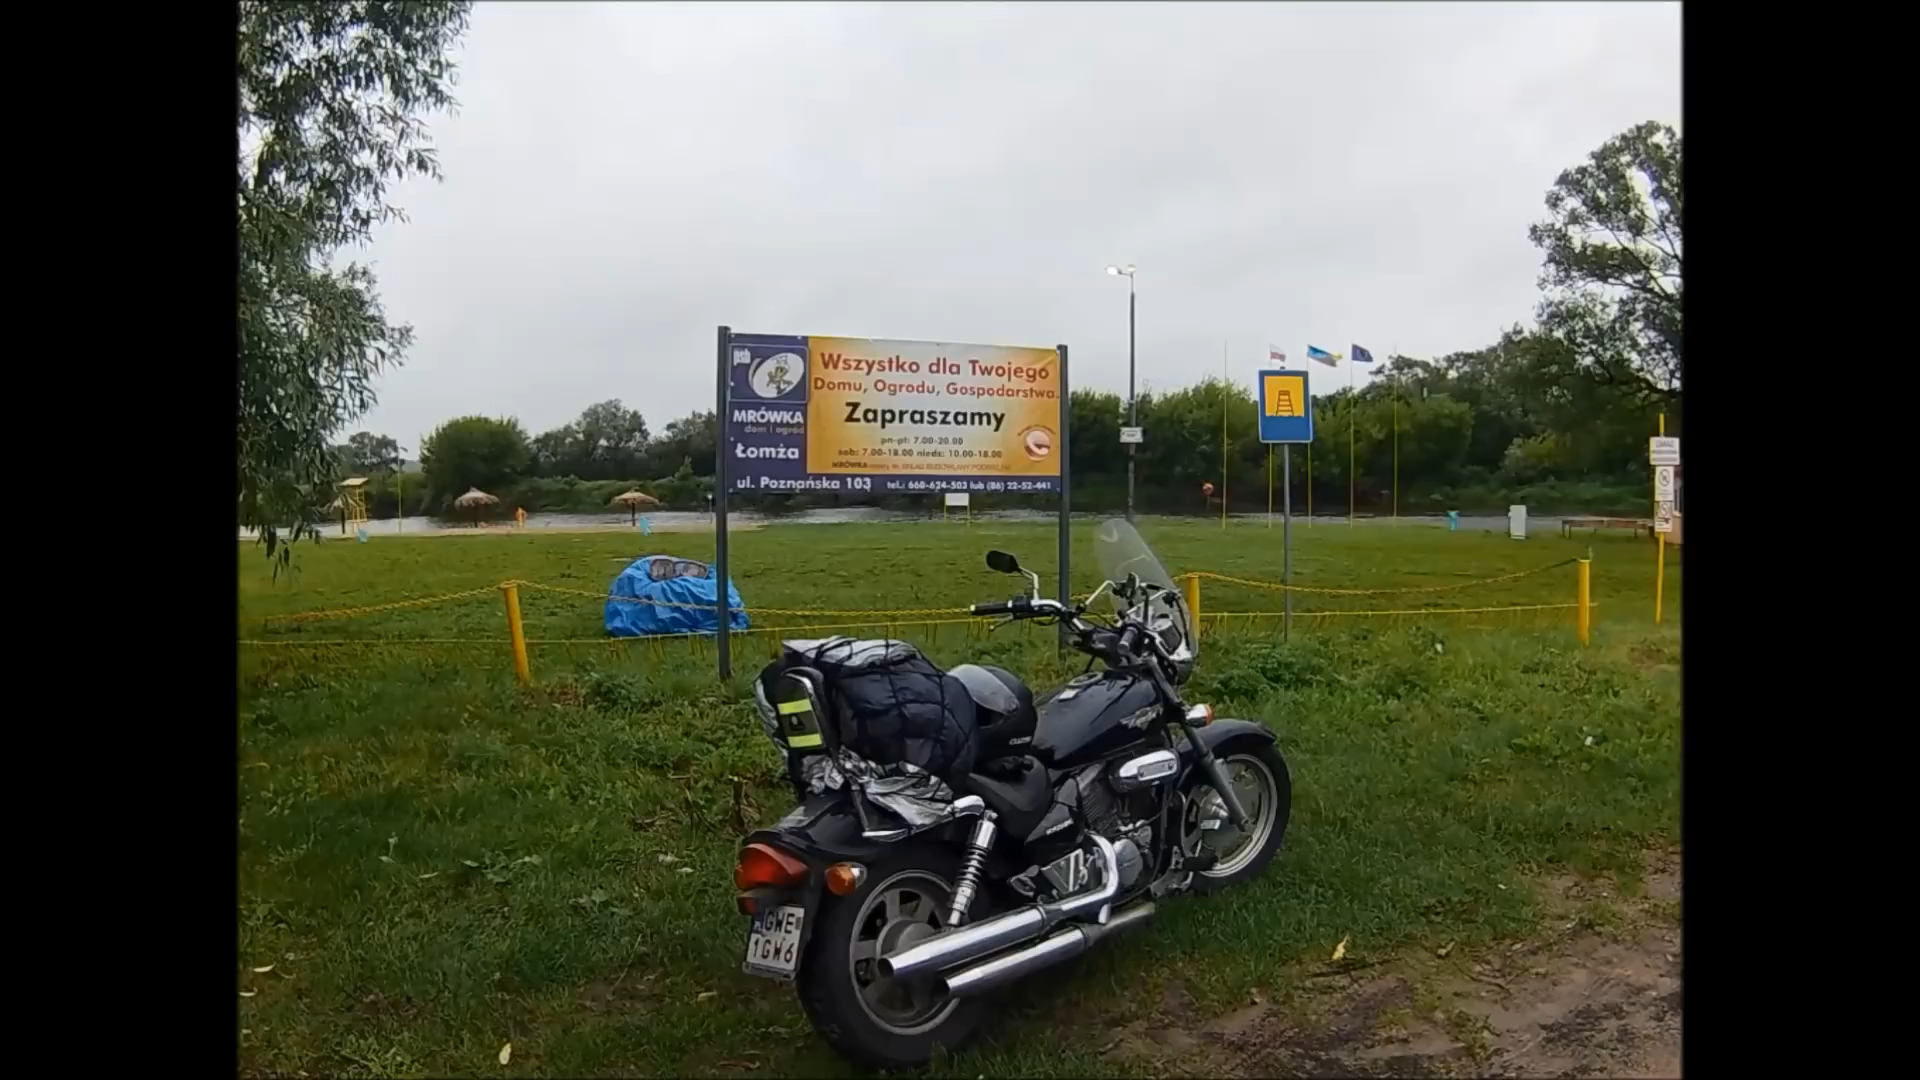 psb
Wszystko dla Twojego
Domu, Ogrodu, Gospodarstwa.
Zapraszamy
MRÓWKA
dom i ogród
Łomża
pn-pt: 7.00-20.00
sob: 7.00-18.00 niedz: 10.00-18.00
ul. Poznańska 103
tel.: 660-624-503 lub (86) 22-52-441
GWE
1GW6